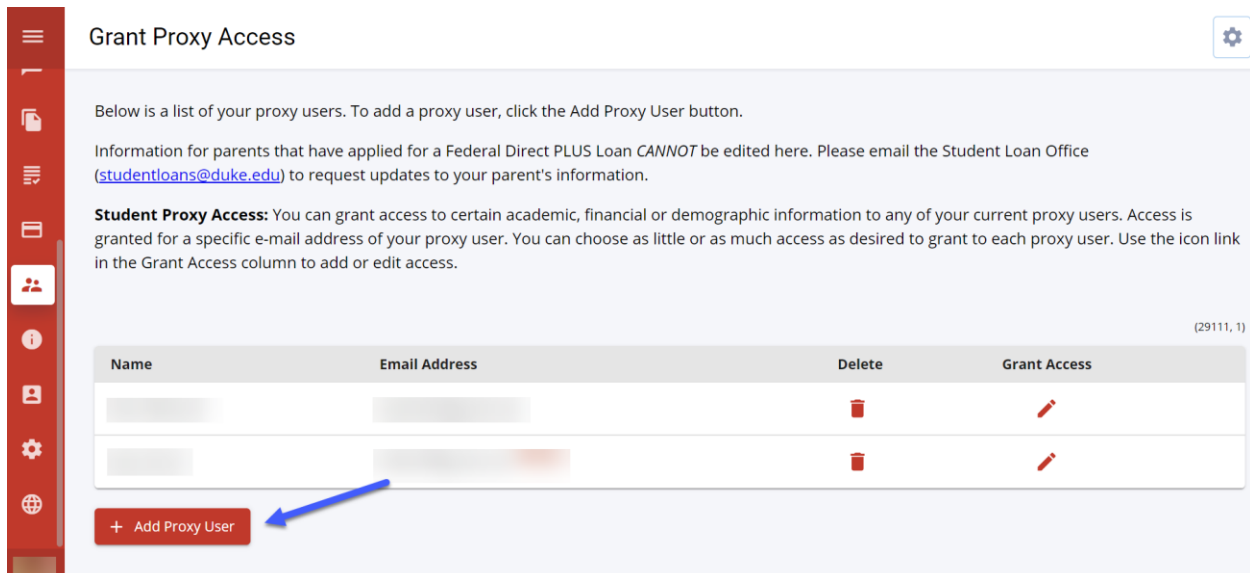 Grant Proxy Access
Below is a list of your proxy users. To add a proxy user, click the Add Proxy User button.
Information for parents that have applied for a Federal Direct PLUS Loan CANNOT be edited here. Please email the Student Loan Office
(studentloans@duke.edu) to request updates to your parent's information.
Student Proxy Access: You can grant access to certain academic, financial or demographic information to any of your current proxy users. Access is
granted for a specific e-mail address of your proxy user. You can choose as little or as much access as desired to grant to each proxy user. Use the icon link
in the Grant Access column to add or edit access.
(29111, 1)
Name Email Address Delete Grant Access
+ Add Proxy User